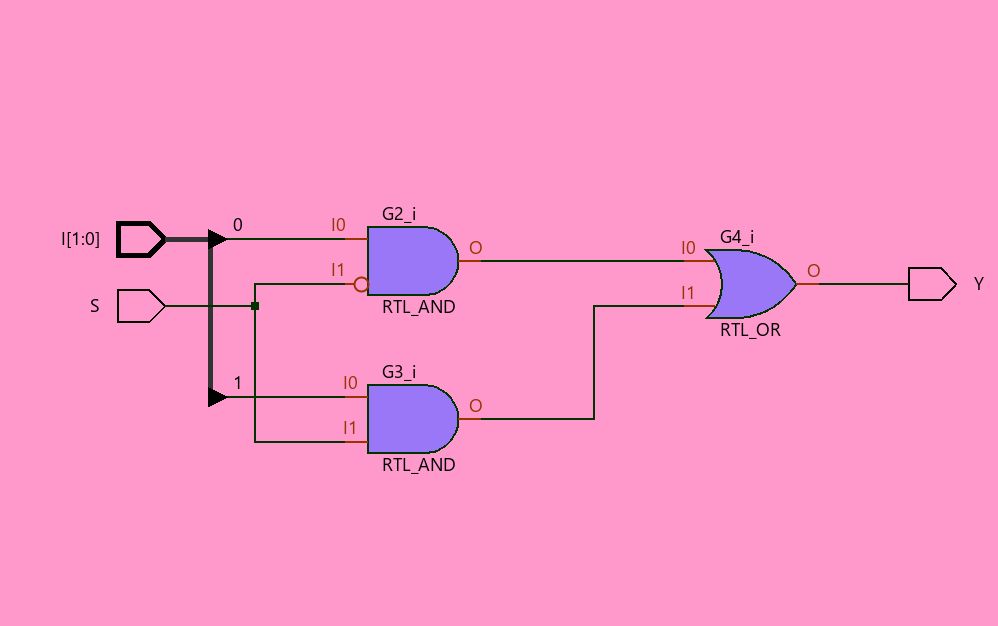 G2_i
0
I0
I[1:0]
G4_i
O
I0
I1
O
S
RTL_AND
I1
Y
RTL_OR
G3_i
1
I0
O
I1
RTL_AND